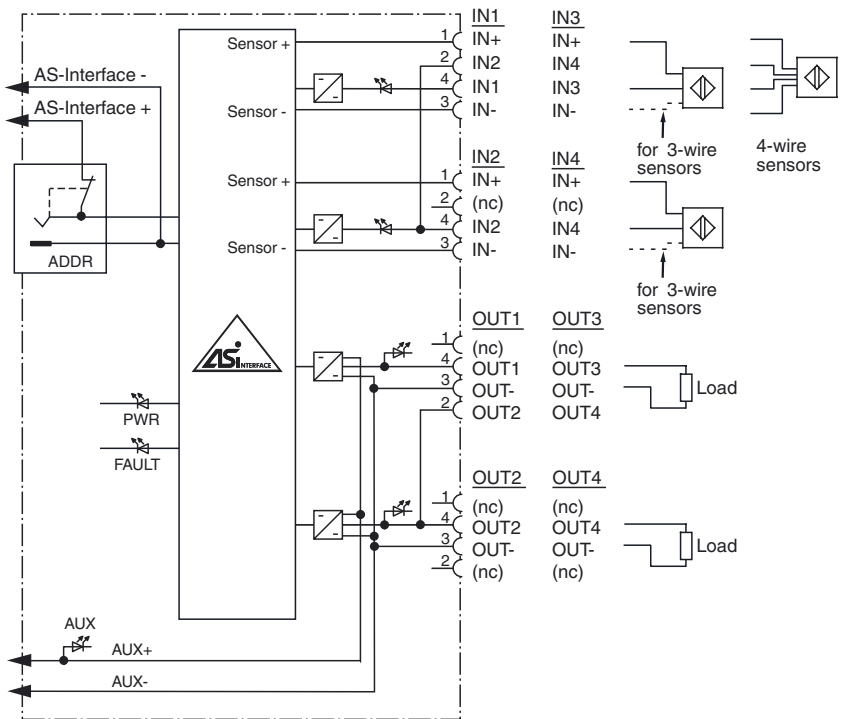 IN1 IN3
1 IN+ IN+
2 IN2 IN4
4 IN1 IN3
3 IN- IN-
Sensor +
Sensor -
AS-Interface -
AS-Interface +
for 3-wire
sensors
4-wire
sensors
IN2 IN4
1 IN+ IN+
2 (nc) (nc)
4 IN2 IN4
3 IN- IN-
Sensor +
Sensor -
for 3-wire
sensors
ADDR
ASi INTERFACE
OUT1 OUT3
1 (nc) (nc)
4 OUT1 OUT3
3 OUT- OUT-
2 OUT2 OUT4
Load
PWR
FAULT
OUT2 OUT4
1 (nc) (nc)
4 OUT2 OUT4
3 OUT- OUT-
2 (nc) (nc)
Load
AUX
AUX+
AUX-